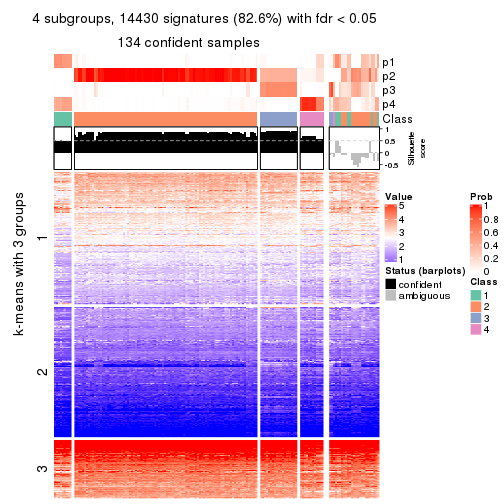 4 subgroups, 14430 signatures (82.6%) with fdr < 0.05
134 confident samples
p1
p2
p3
p4
Class
1
0.5
0
-0.5
Silhouette
score
k-means with 3 groups
1
2
3
Value
5
4
3
2
1
Status (barplots)
confident
ambiguous
Prob
1
0.8
0.6
0.4
0.2
0
Class
1
2
3
4